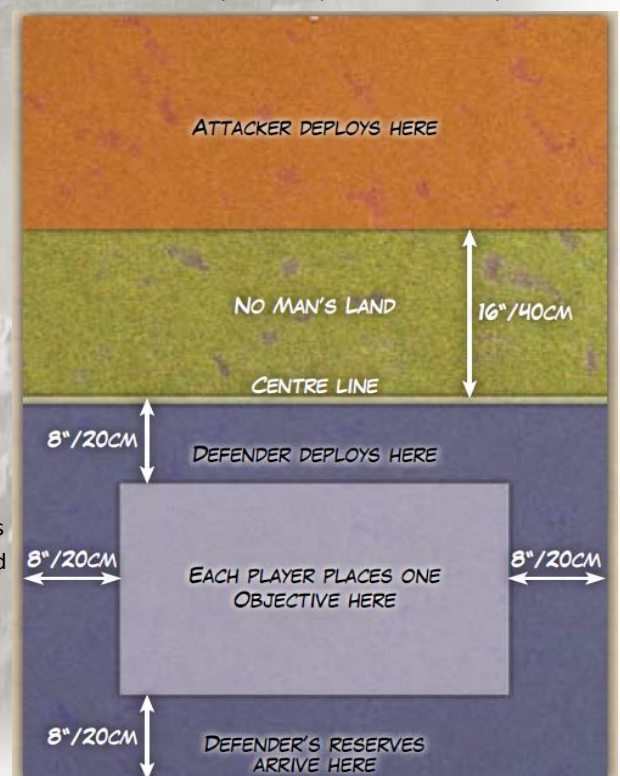 ATTACKER DEPLOYS HERE
NO MAN'S LAND
16"/40CM
CENTRE LINE
8"/20CM
DEFENDER DEPLOYS HERE
8"/20CM
8"/20CM
EACH PLAYER PLACES ONE
OBJECTIVE HERE
8"/20CM
DEFENDER'S RESERVES
ARRIVE HERE